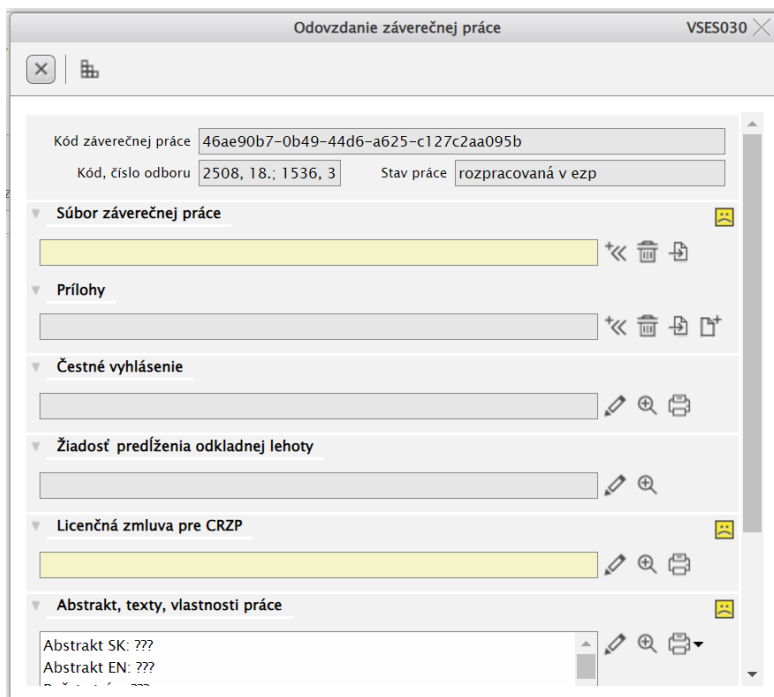 Odovzdanie záverečnej práce VSES030
Kód záverečnej práce 46ae90b7-0b49-44d6-a625-c127c2aa095b
Kód, číslo odboru 2508, 18.; 1536, 3 Stav práce rozpracovaná v ezp
Súbor záverečnej práce
Prílohy
Čestné vyhlásenie
Žiadosť predĺženia odkladnej lehoty
Licenčná zmluva pre CRZP
Abstrakt, texty, vlastnosti práce
Abstrakt SK: ???
Abstrakt EN: ???